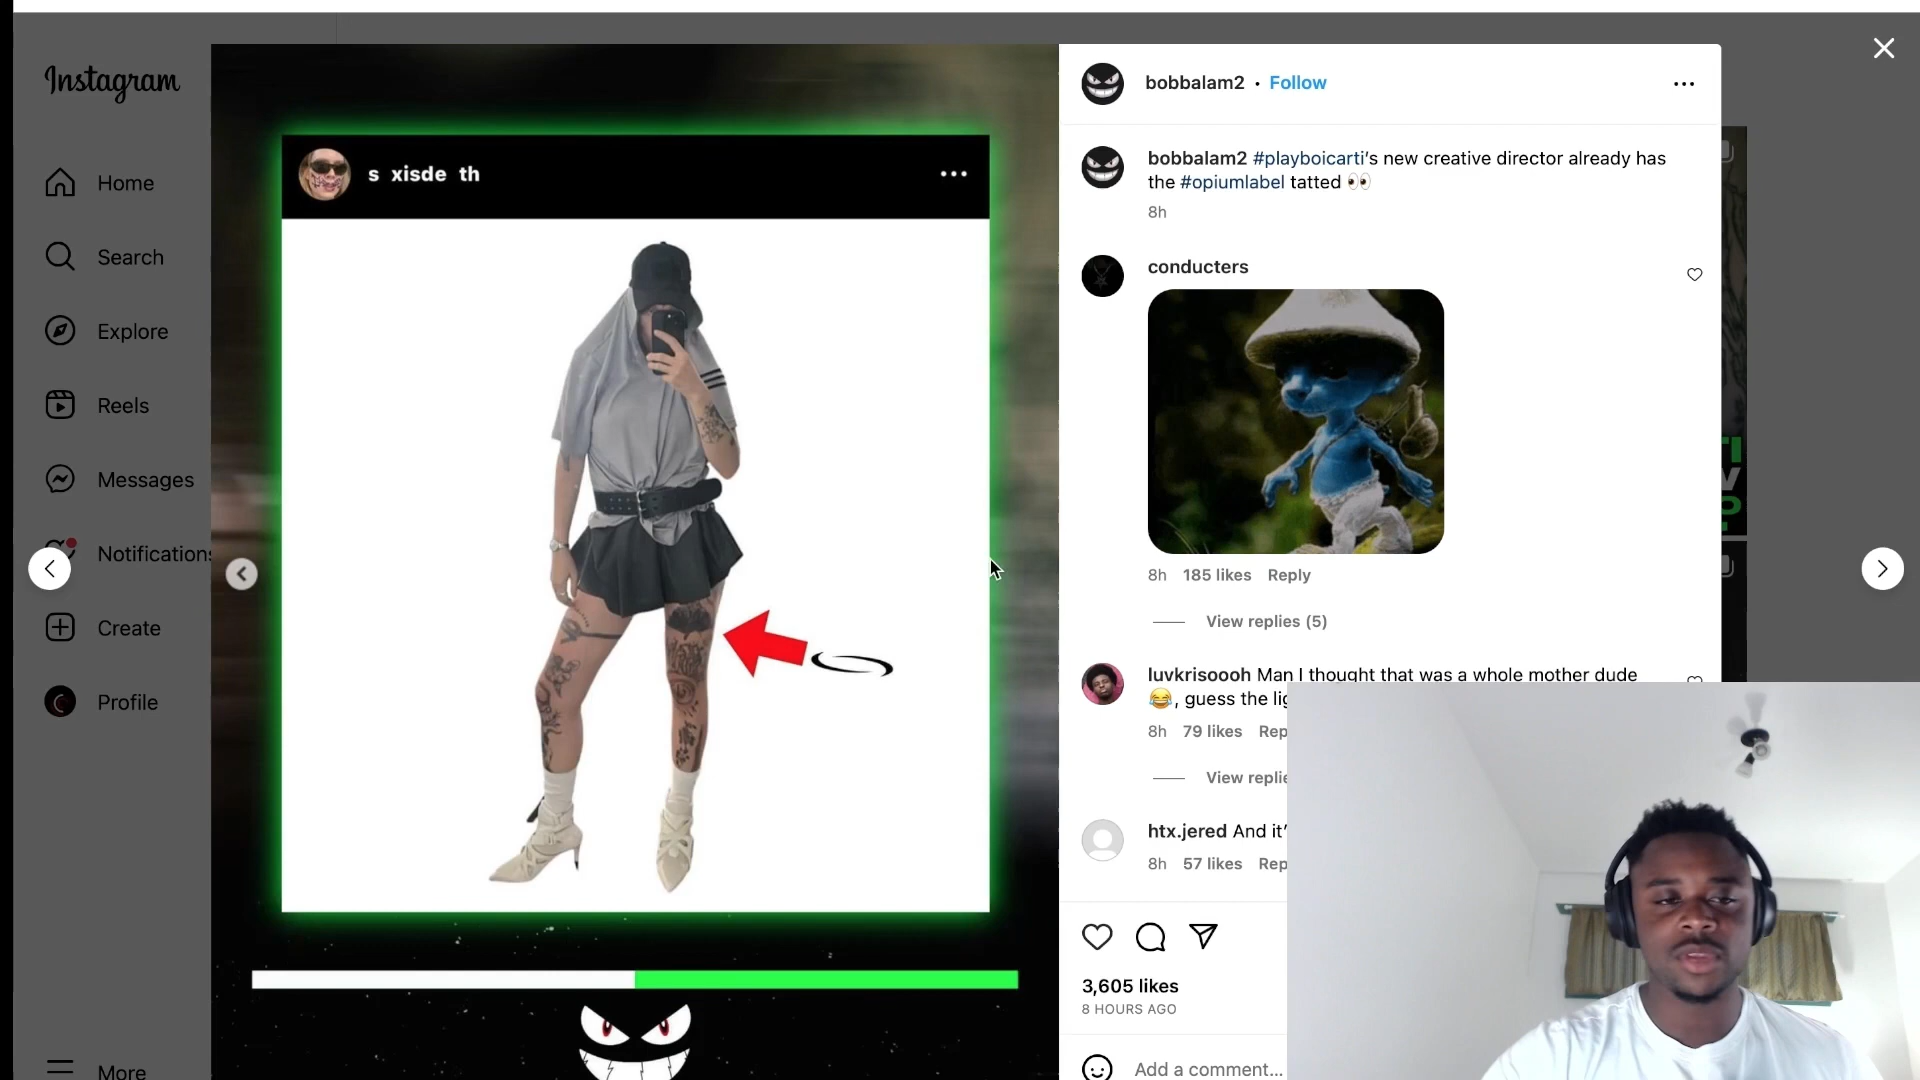 Instagram
Home
Search
Explore
Reels
Messages
Notifications
Create
Profile
More
s xisde th
bobbalam2 • Follow
bobbalam2 #playboicarti's new creative director already has
the #opiumlabel tatted 👀
8h
conducters
8h 185 likes Reply
View replies (5)
luvkrisoooh Man I thought that was a whole mother dude
😂, guess the
8h 79 likes Rep
View replie
htx.jered And it'
8h 57 likes Rep
3,605 likes
8 HOURS AGO
Add a comment...